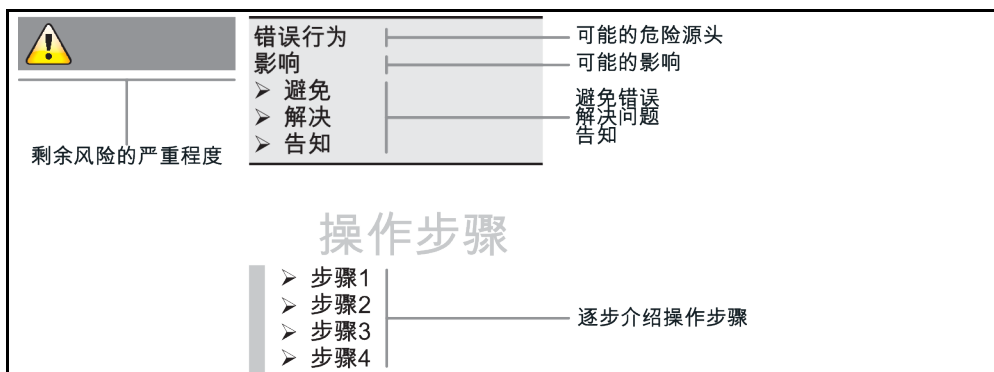 错误行为
影响
➢ 避免
➢ 解决
➢ 告知
可能的危险源头
可能的影响
避免错误
解决问题
告知
剩余风险的严重程度
操作步骤
➢ 步骤1
➢ 步骤2
➢ 步骤3
➢ 步骤4
逐步介绍操作步骤